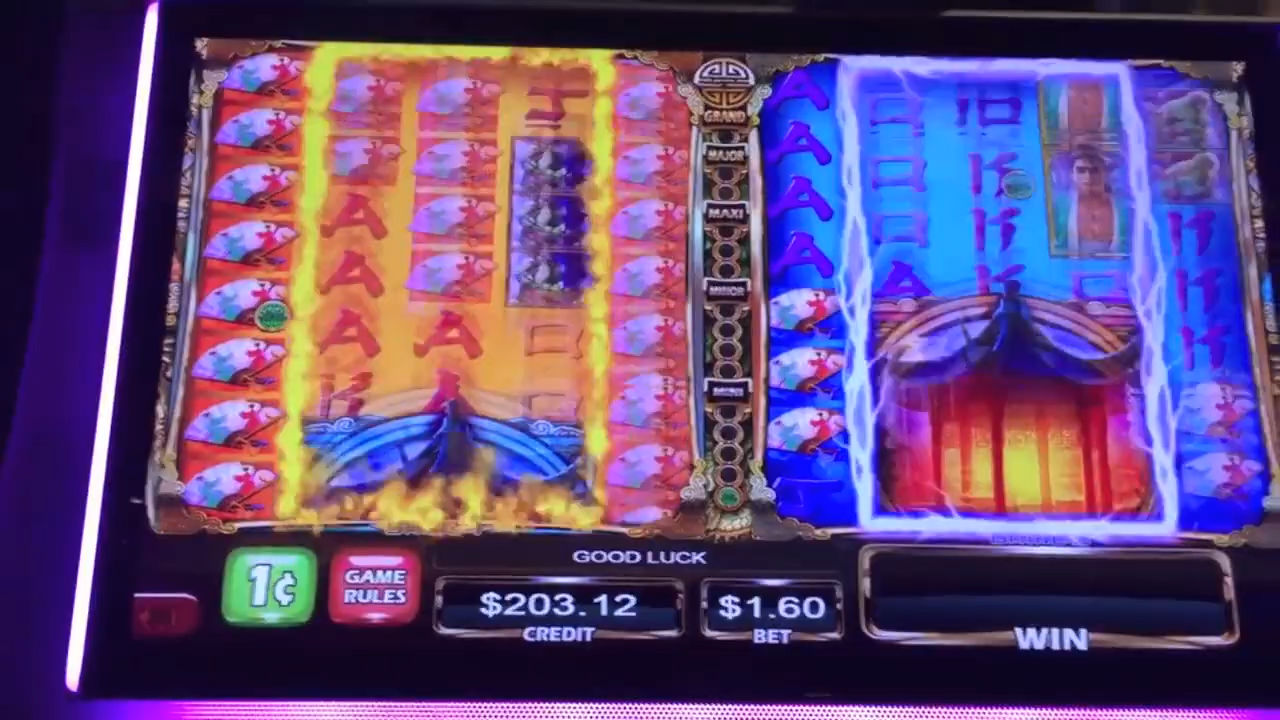 GRAND
MAJOR
MAXI
MINOR
MINI
GOOD LUCK
1¢
GAME
RULES
$203.12
CREDIT
$1.60
BET
WIN